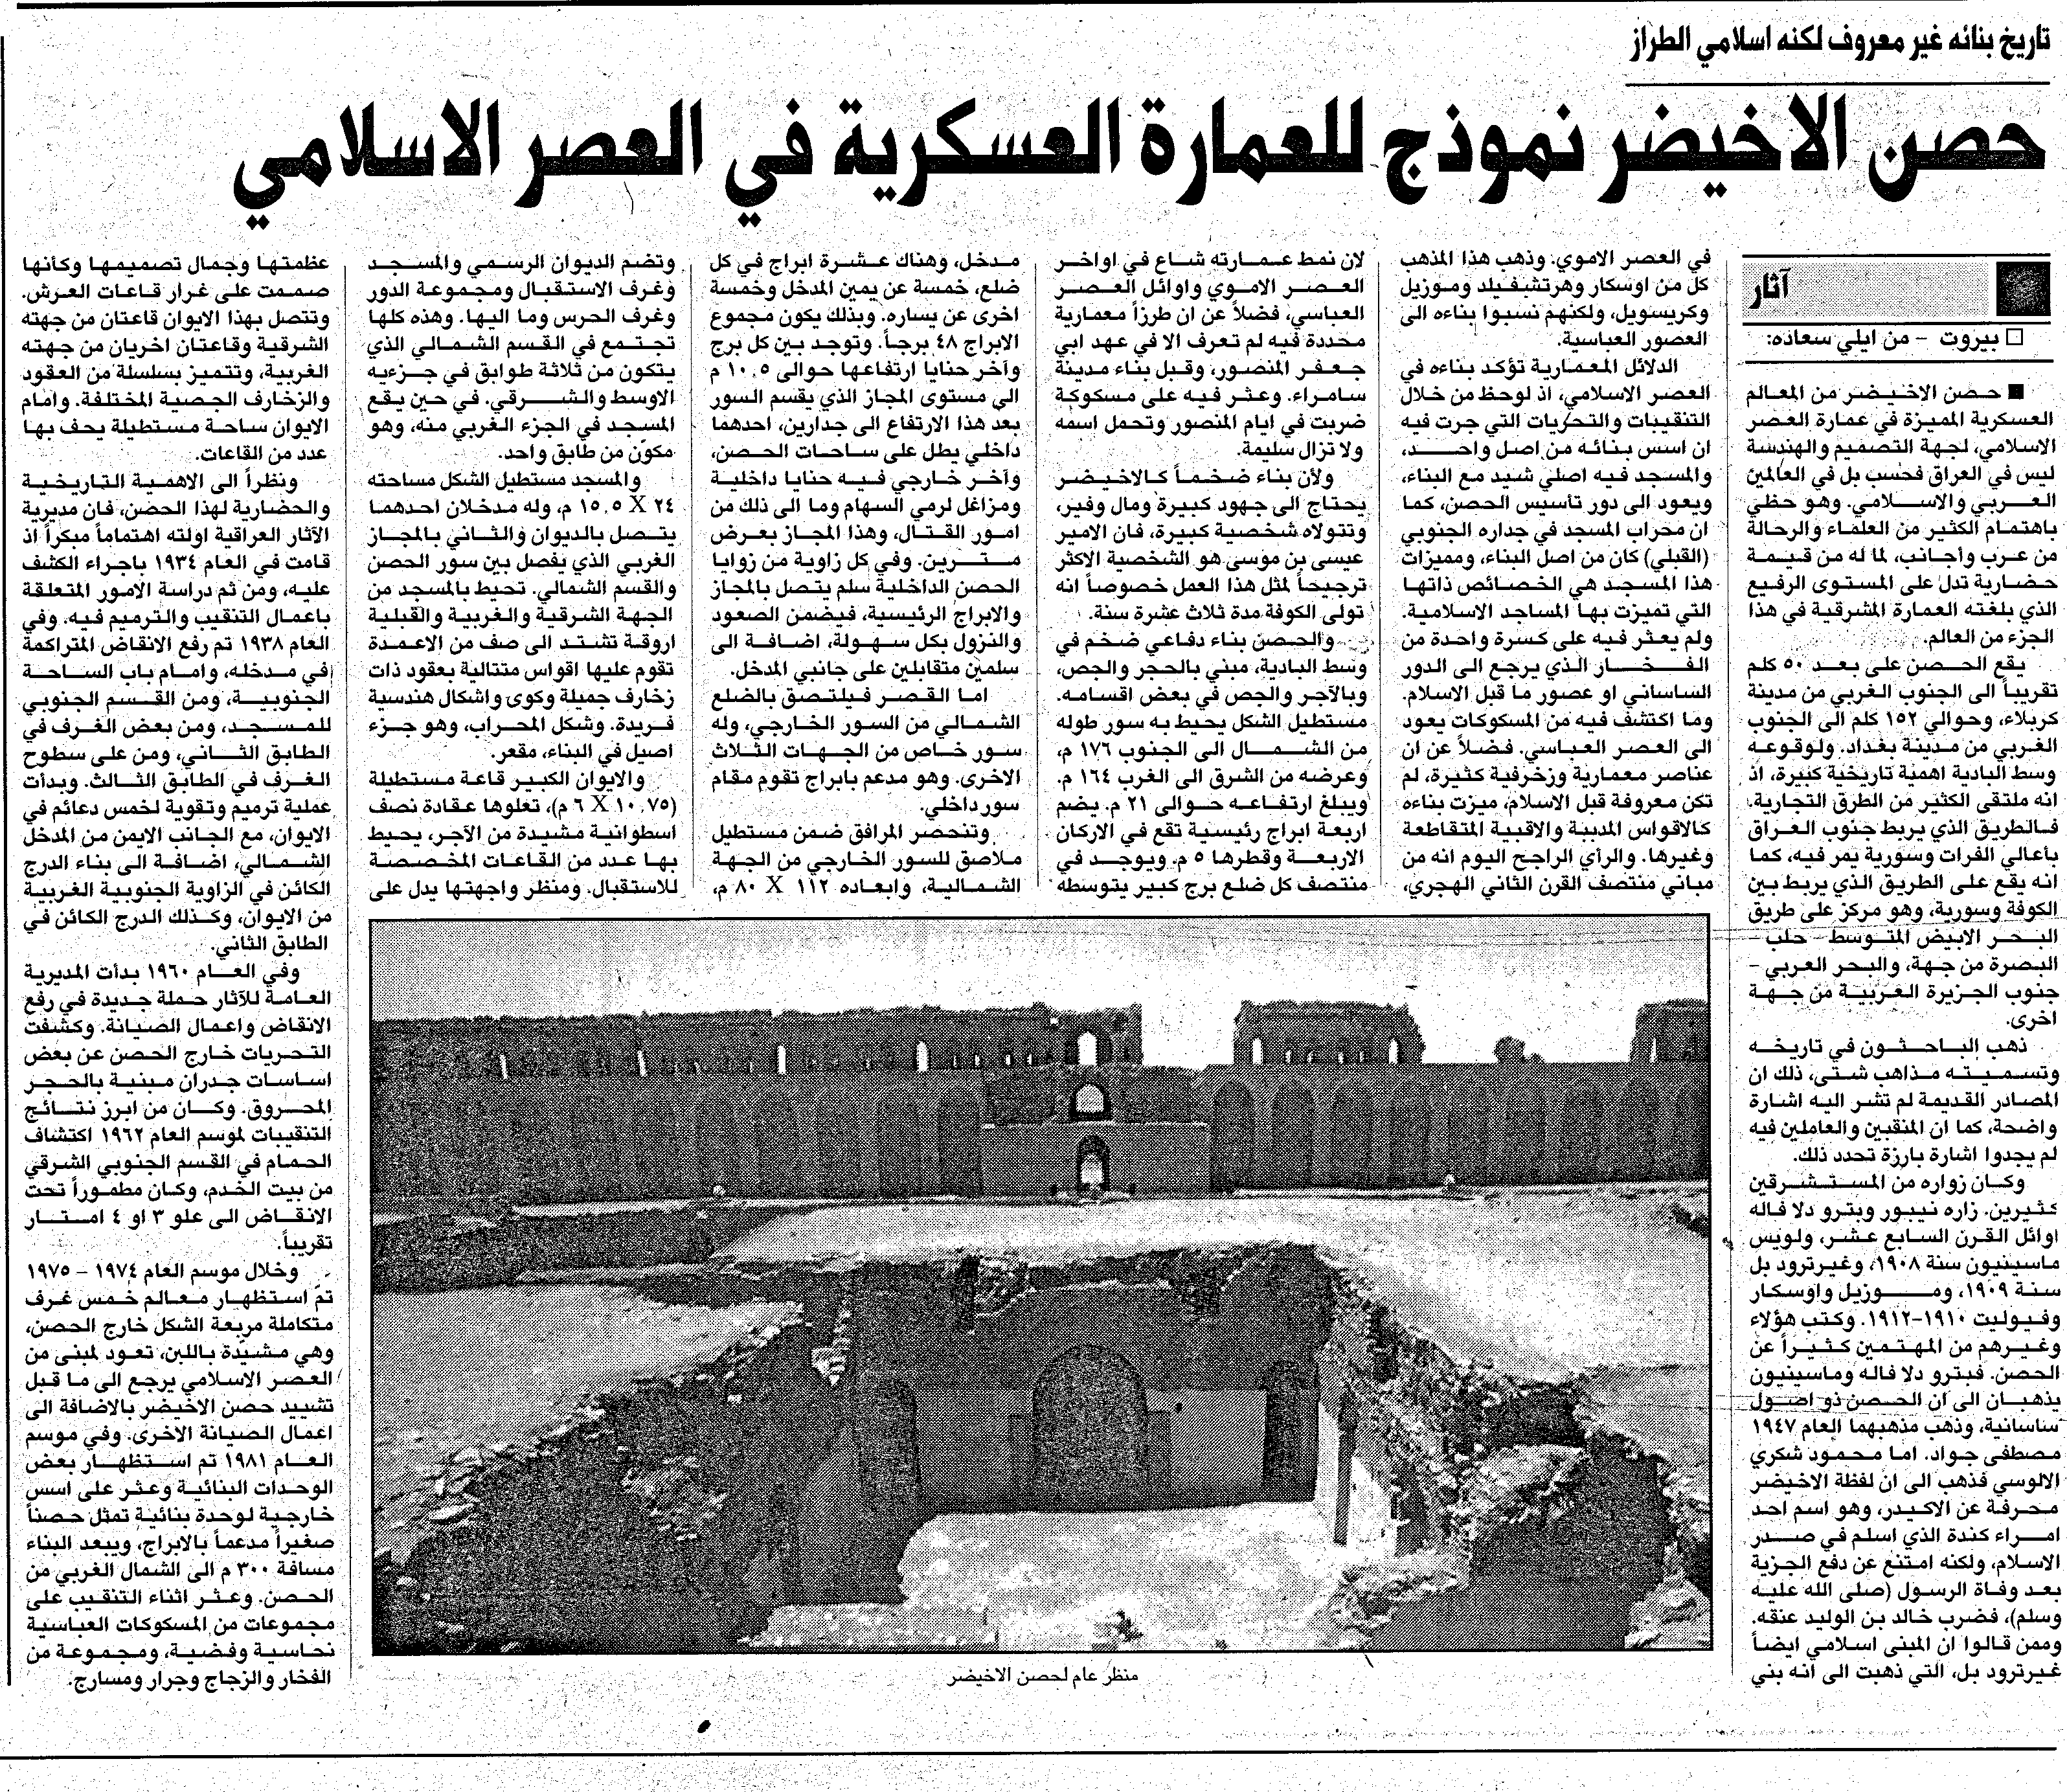 تاريخ بنائه غير معروف لكنه اسلامي الطراز
حصن الاخيضر نموذج للعمارة العسكرية في العصر الاسلامي
آثار
□ بيروت - من ايلي سعاده:
■ حصن الاخيضر من المعالم
العسكرية المميزة في عمارة العصر
الاسلامي، لجهة التصميم والهندسة
ليس في العراق فحسب بل في العالمين
العربي والاسلامي. وهو حظي
باهتمام الكثير من العلماء والرحالة
من عرب واجانب، لما له من قيمة
حضارية تدل على المستوى الرفيع
الذي بلغته العمارة المشرقية في هذا
الجزء من العالم.
يقع الحصن على بعد ٥٠ كلم
تقريباً الى الجنوب الغربي من مدينة
كربلاء، وحوالي ١٥٢ كلم الى الجنوب
الغربي من مدينة بغداد. ولوقوعه
وسط البادية اهمية تاريخية كبيرة، اذ
انه ملتقى الكثير من الطرق التجارية.
فالطريق الذي يربط جنوب العراق
بأعالي الفرات وسورية يمر فيه، كما
انه يقع على الطريق الذي يربط بين
الكوفة وسورية، وهو مركز على طريق
البحر الابيض المتوسط - حلب -
البصرة من جهة، والبحر العربي -
جنوب الجزيرة العربية من جهة
اخرى.
ذهب الباحثون في تاريخه
وتسميته مذاهب شتى، ذلك ان
المصادر القديمة لم تشر اليه اشارة
واضحة، كما ان المنقبين والعاملين فيه
لم يجدوا اشارة بارزة تحدد ذلك.
وكان زواره من المستشرقين
كثيرين. زاره نيبور وبترو دلا فاله
اوائل القرن السابع عشر، ولويس
ماسينيون سنة ١٩٠٨، وغيرترود بل
سنة ١٩٠٩، وموزيل واوسكار
وفيوليت ١٩١٠-١٩١٢. وكتب هؤلاء
وغيرهم من المهتمين كثيراً عن
الحصن. فبترو دلا فاله وماسينيون
يذهبان الى ان الحصن ذو اصول
ساسانية، وذهب مذهبهما العام ١٩٤٧
مصطفى جواد. اما محمود شكري
الالوسي فذهب الى ان لفظة الاخيضر
محرفة عن الاكيدر، وهو اسم احد
امراء كندة الذي اسلم في صدر
الاسلام، ولكنه امتنع عن دفع الجزية
بعد وفاة الرسول (صلى الله عليه
وسلم)، فضرب خالد بن الوليد عنقه.
وممن قالوا ان المبنى اسلامي ايضاً
غيرترود بل، التي ذهبت الى انه بني
في العصر الاموي. وذهب هذا المذهب
كل من اوسكار وهرتشفيلد وموزيل
وكريسويل، ولكنهم نسبوا بناءه الى
العصور العباسية.
الدلائل المعمارية تؤكد بناءه في
العصر الاسلامي، اذ لوحظ من خلال
التنقيبات والتحريات التي جرت فيه
ان اسس بنائه من اصل واحد،
والمسجد فيه اصلي شيد مع البناء،
ويعود الى دور تأسيس الحصن، كما
ان محراب المسجد في جداره الجنوبي
(القبلي) كان من اصل البناء، ومميزات
هذا المسجد هي الخصائص ذاتها
التي تميزت بها المساجد الاسلامية.
ولم يعثر فيه على كسرة واحدة من
الفخار الذي يرجع الى الدور
الساساني او عصور ما قبل الاسلام.
وما اكتشف فيه من المسكوكات يعود
الى العصر العباسي. فضلاً عن ان
عناصر معمارية وزخرفية كثيرة، لم
تكن معروفة قبل الاسلام، ميزت بناءه
كالاقواس المدببة والاقبية المتقاطعة
وغيرها. والرأي الراجح اليوم انه من
مباني منتصف القرن الثاني الهجري،
لان نمط عمارته شاع في اواخر
العصر الاموي واوائل العصر
العباسي، فضلاً عن ان طرزاً معمارية
محددة فيه لم تعرف الا في عهد ابي
جعفر المنصور، وقبل بناء مدينة
سامراء. وعثر فيه على مسكوكة
ضربت في ايام المنصور وتحمل اسمه
ولا تزال سليمة.
ولأن بناء ضخماً كالاخيضر
يحتاج الى جهود كبيرة ومال وفير،
وتتولاه شخصية كبيرة، فان الامير
عيسى بن موسى هو الشخصية الاكثر
ترجيحاً لمثل هذا العمل خصوصاً انه
تولى الكوفة مدة ثلاث عشرة سنة.
والحصن بناء دفاعي ضخم في
وسط البادية، مبني بالحجر والجص،
وبالآجر والجص في بعض اقسامه.
مستطيل الشكل يحيط به سور طوله
من الشمال الى الجنوب ١٧٦ م،
وعرضه من الشرق الى الغرب ١٦٤ م.
ويبلغ ارتفاعه حوالى ٢١ م. يضم
اربعة ابراج رئيسية تقع في الاركان
الاربعة وقطرها ٥ م. ويوجد في
منتصف كل ضلع برج كبير يتوسطه
مدخل، وهناك عشرة ابراج في كل
ضلع، خمسة عن يمين المدخل وخمسة
اخرى عن يساره. وبذلك يكون مجموع
الابراج ٤٨ برجاً. وتوجد بين كل برج
وآخر حنايا ارتفاعها حوالى ١٠,٥ م
الى مستوى المجاز الذي يقسم السور
بعد هذا الارتفاع الى جدارين، احدهما
داخلي يطل على ساحات الحصن،
وآخر خارجي فيه حنايا داخلية
ومزاغل لرمي السهام وما الى ذلك من
امور القتال، وهذا المجاز بعرض
مترين. وفي كل زاوية من زوايا
الحصن الداخلية سلم يتصل بالمجاز
والابراج الرئيسية، فيضمن الصعود
والنزول بكل سهولة، اضافة الى
سلمين متقابلين على جانبي المدخل.
اما القصر فيلتصق بالضلع
الشمالي من السور الخارجي، وله
سور خاص من الجهات الثلاث
الاخرى. وهو مدعم بابراج تقوم مقام
سور داخلي.
وتنحصر المرافق ضمن مستطيل
ملاصق للسور الخارجي من الجهة
الشمالية، وابعاده ١١٢ X ٨٠ م،
وتضم الديوان الرسمي والمسجد
وغرف الاستقبال ومجموعة الدور
وغرف الحرس وما اليها. وهذه كلها
تجتمع في القسم الشمالي الذي
يتكون من ثلاثة طوابق في جزءيه
الاوسط والشرقي. في حين يقع
المسجد في الجزء الغربي منه، وهو
مكوّن من طابق واحد.
والمسجد مستطيل الشكل مساحته
٢٤ X ١٥,٥ م، وله مدخلان احدهما
يتصل بالديوان والثاني بالمجاز
الغربي الذي يفصل بين سور الحصن
والقسم الشمالي. تحيط بالمسجد من
الجهة الشرقية والغربية والقبلية
اروقة تشتد الى صف من الاعمدة
تقوم عليها اقواس متتالية بعقود ذات
زخارف جميلة وكوى واشكال هندسية
فريدة. وشكل المحراب، وهو جزء
اصيل في البناء، مقعر.
والايوان الكبير قاعة مستطيلة
(١٠,٧٥ X ٦ م)، تعلوها عقادة نصف
اسطوانية مشيدة من الآجر، يحيط
بها عدد من القاعات المخصصة
للاستقبال. ومنظر واجهتها يدل على
عظمتها وجمال تصميمها وكأنها
صممت على غرار قاعات العرش.
وتتصل بهذا الايوان قاعتان من جهته
الشرقية وقاعتان اخريان من جهته
الغربية، وتتميز بسلسلة من العقود
والزخارف الجصية المختلفة. وامام
الايوان ساحة مستطيلة يحف بها
عدد من القاعات.
ونظراً الى الاهمية التاريخية
والحضارية لهذا الحصن، فان مديرية
الآثار العراقية اولته اهتماماً مبكراً اذ
قامت في العام ١٩٣٤ باجراء الكشف
عليه، ومن ثم دراسة الامور المتعلقة
باعمال التنقيب والترميم فيه. وفي
العام ١٩٣٨ تم رفع الانقاض المتراكمة
في مدخله، وامام باب الساحة
الجنوبية، ومن القسم الجنوبي
للمسجد، ومن بعض الغرف في
الطابق الثاني، ومن على سطوح
الغرف في الطابق الثالث. وبدأت
عملية ترميم وتقوية لخمس دعائم في
الايوان، مع الجانب الايمن من المدخل
الشمالي، اضافة الى بناء الدرج
الكائن في الزاوية الجنوبية الغربية
من الايوان، وكذلك الدرج الكائن في
الطابق الثاني.
وفي العام ١٩٦٠ بدأت المديرية
العامة للآثار حملة جديدة في رفع
الانقاض واعمال الصيانة. وكشفت
التحريات خارج الحصن عن بعض
اساسات جدران مبنية بالحجر
المحروق. وكان من ابرز نتائج
التنقيبات لموسم العام ١٩٦٢ اكتشاف
الحمام في القسم الجنوبي الشرقي
من بيت الخدم، وكان مطموراً تحت
الانقاض الى علو ٣ او ٤ امتار
تقريباً.
وخلال موسم العام ١٩٧٤ - ١٩٧٥
تمّ استظهار معالم خمس غرف
متكاملة مربعة الشكل خارج الحصن،
وهي مشيّدة باللبن، تعود لمبنى من
العصر الاسلامي يرجع الى ما قبل
تشييد حصن الاخيضر بالاضافة الى
اعمال الصيانة الاخرى. وفي موسم
العام ١٩٨١ تم استظهار بعض
الوحدات البنائية وعثر على اسس
خارجية لوحدة بنائية تمثل حصناً
صغيراً مدعماً بالابراج، ويبعد البناء
مسافة ٣٠٠ م الى الشمال الغربي من
الحصن. وعثر اثناء التنقيب على
مجموعات من المسكوكات العباسية
نحاسية وفضية، ومجموعة من
الفخار والزجاج وجرار ومسارج.
منظر عام لحصن الاخيضر